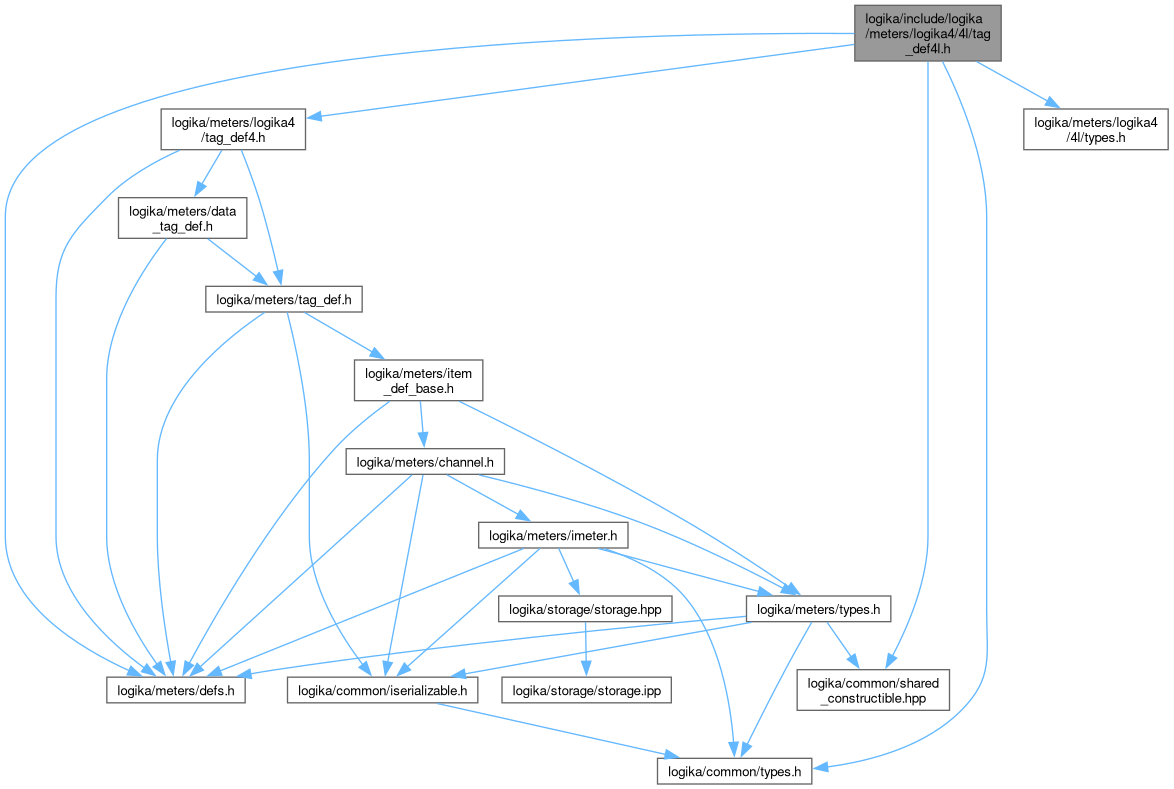 logika/include/logika
/meters/logika4/4l/tag
_def4l.h
logika/meters/logika4
/tag_def4.h
logika/meters/logika4
/4l/types.h
logika/meters/data
_tag_def.h
logika/meters/tag_def.h
logika/meters/item
_def_base.h
logika/meters/channel.h
logika/meters/imeter.h
logika/storage/storage.hpp
logika/meters/types.h
logika/meters/defs.h
logika/common/iserializable.h
logika/storage/storage.ipp
logika/common/shared
_constructible.hpp
logika/common/types.h